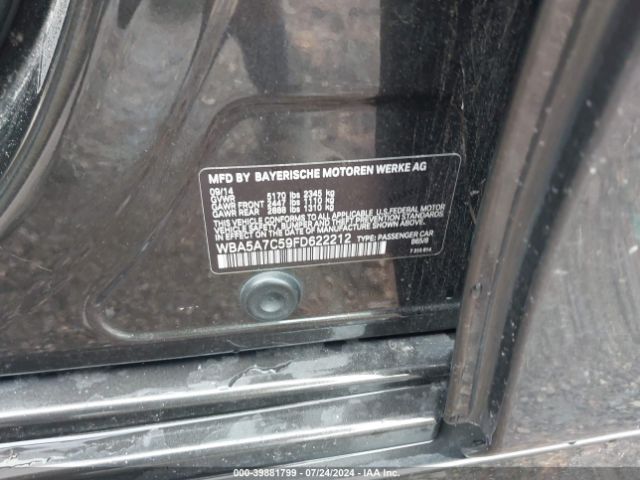 MFD BY BAYERISCHE MOTOREN WERKE AG
09/14
GVWR 5170 lbs 2345 kg
GAWR FRONT 2447 lbs 1110 kg
GAWR REAR 2888 lbs 1310 kg
THIS VEHICLE CONFORMS TO ALL APPLICABLE U.S. FEDERAL MOTOR
VEHICLE SAFETY, BUMPER, AND THEFT PREVENTION STANDARDS
IN EFFECT ON THE DATE OF MANUFACTURE SHOWN ABOVE.
WBA5A7C59FD622212 TYPE: PASSENGER CAR
000-39881799 - 07/24/2024 - IAA Inc.